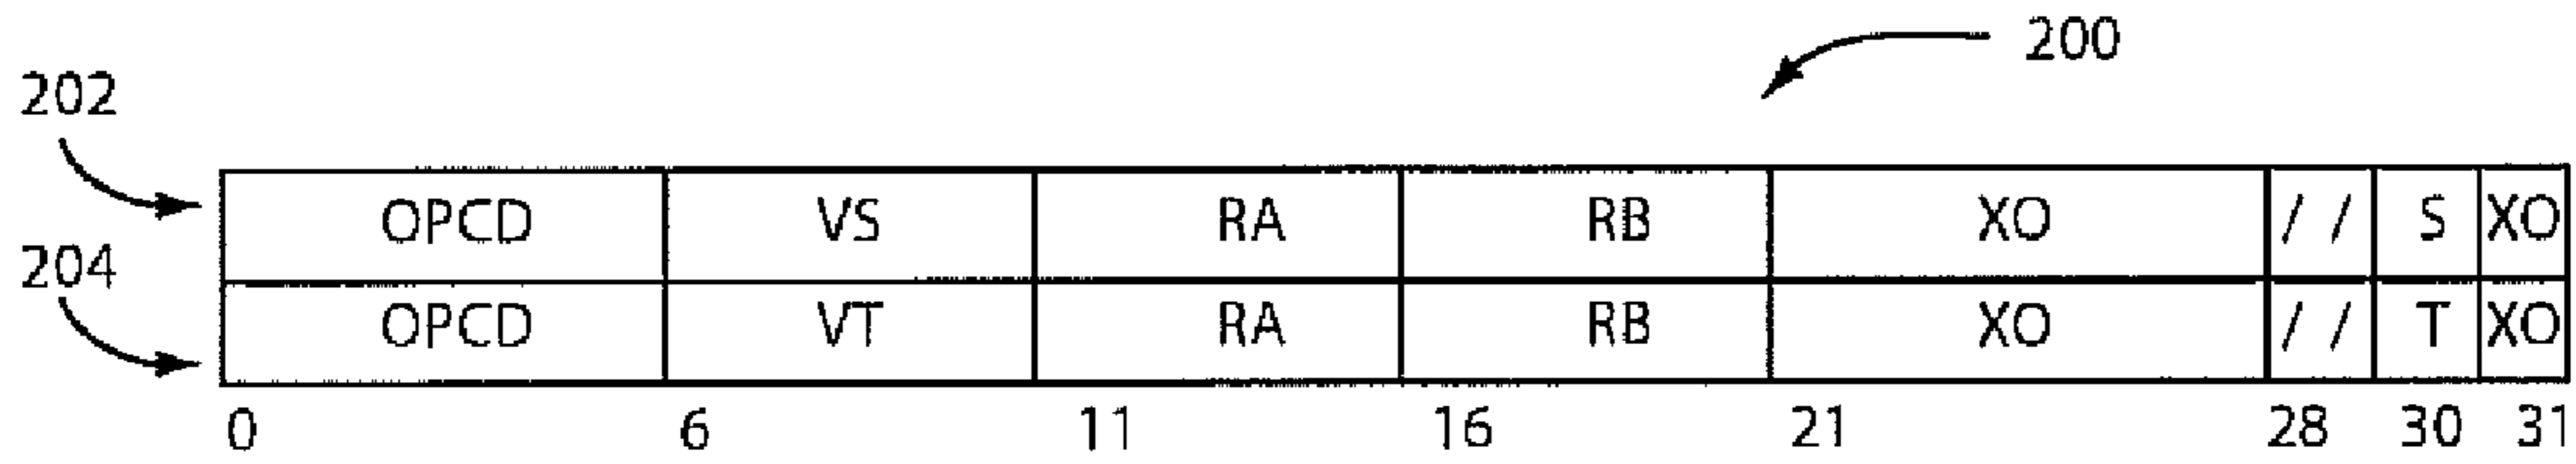 200
202
OPCD VS RA RB XO / / S XO
204
OPCD VT RA RB XO / / T XO
0 6 11 16 21 28 30 31